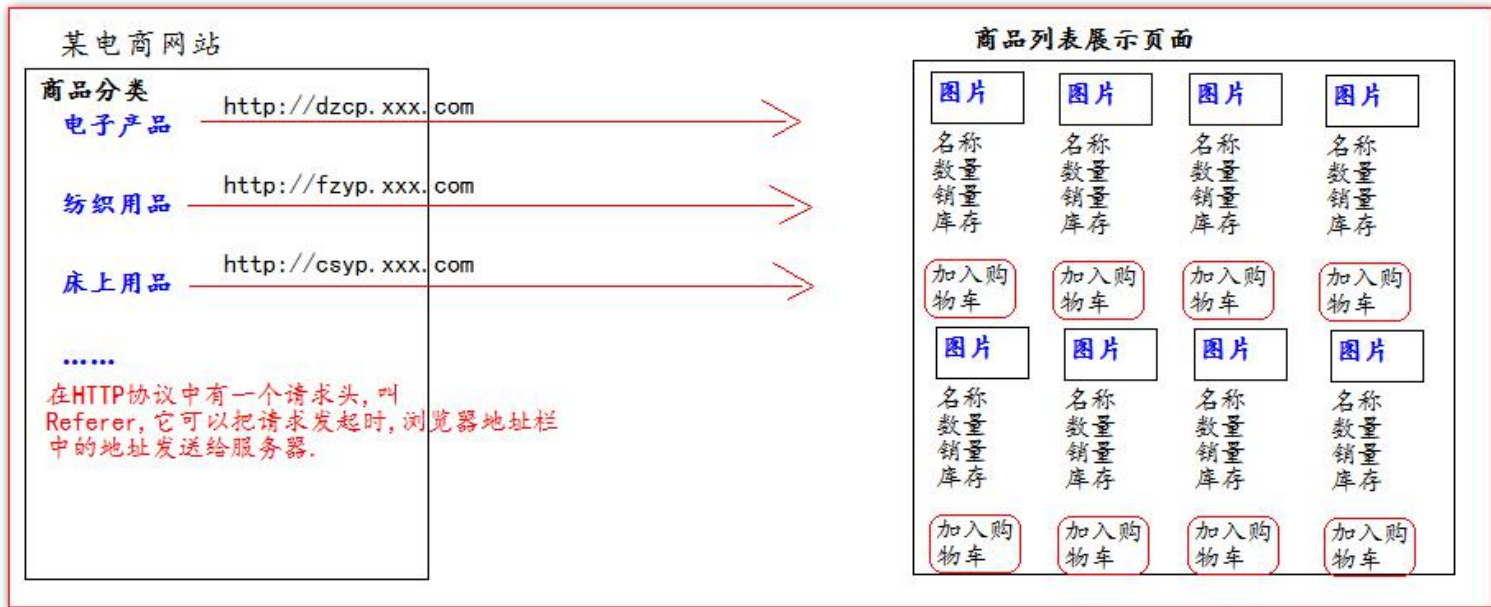 某电商网站
商品分类
电子产品
http://dzcp.xxx.com
纺织用品
http://fzyp.xxx.com
床上用品
http://csyp.xxx.com
……
在HTTP协议中有一个请求头,叫
Referer,它可以把请求发起时,浏览器地址栏
中的地址发送给服务器.
商品列表展示页面
图片 图片 图片 图片
名称 名称 名称 名称
数量 数量 数量 数量
销量 销量 销量 销量
库存 库存 库存 库存
加入购 加入购 加入购 加入购
物车 物车 物车 物车
图片 图片 图片 图片
名称 名称 名称 名称
数量 数量 数量 数量
销量 销量 销量 销量
库存 库存 库存 库存
加入购 加入购 加入购 加入购
物车 物车 物车 物车